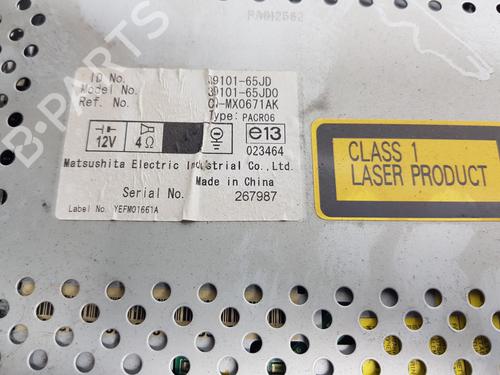 PA012582
ID No. 39101-65JD
Model No. 39101-65JD0
Ref. No. CQ-MX0671AK
Type: PACR06
12V 4Ω e13
023464
Matsushita Electric Industrial Co., Ltd.
Made in China
Serial No. 267987
Label No. YEFM01661A
CLASS 1
LASER PRODUCT
B-PARTS